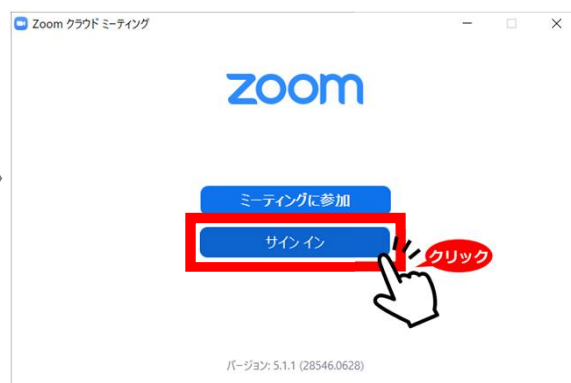 Zoom クラウド ミーティング
zoom
ミーティングに参加
サイン イン
クリック
バージョン: 5.1.1 (28546.0628)